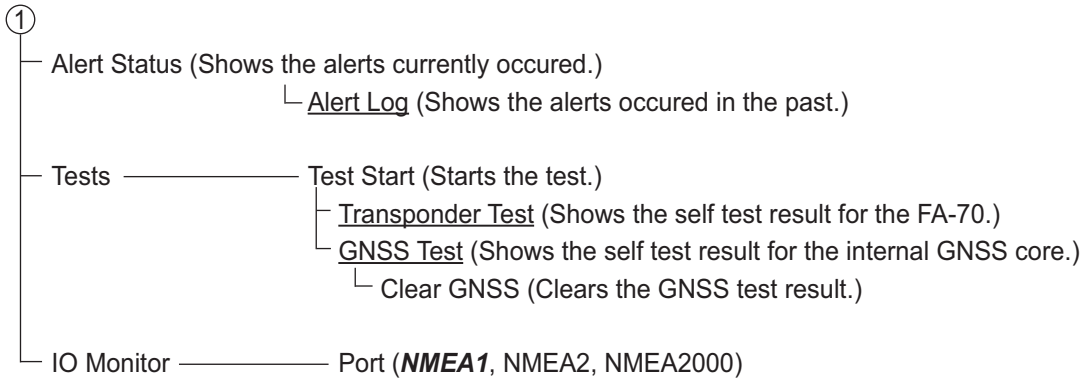 ①
Alert Status (Shows the alerts currently occured.)
Alert Log (Shows the alerts occured in the past.)
Tests Test Start (Starts the test.)
Transponder Test (Shows the self test result for the FA-70.)
GNSS Test (Shows the self test result for the internal GNSS core.)
Clear GNSS (Clears the GNSS test result.)
IO Monitor Port (NMEA1, NMEA2, NMEA2000)